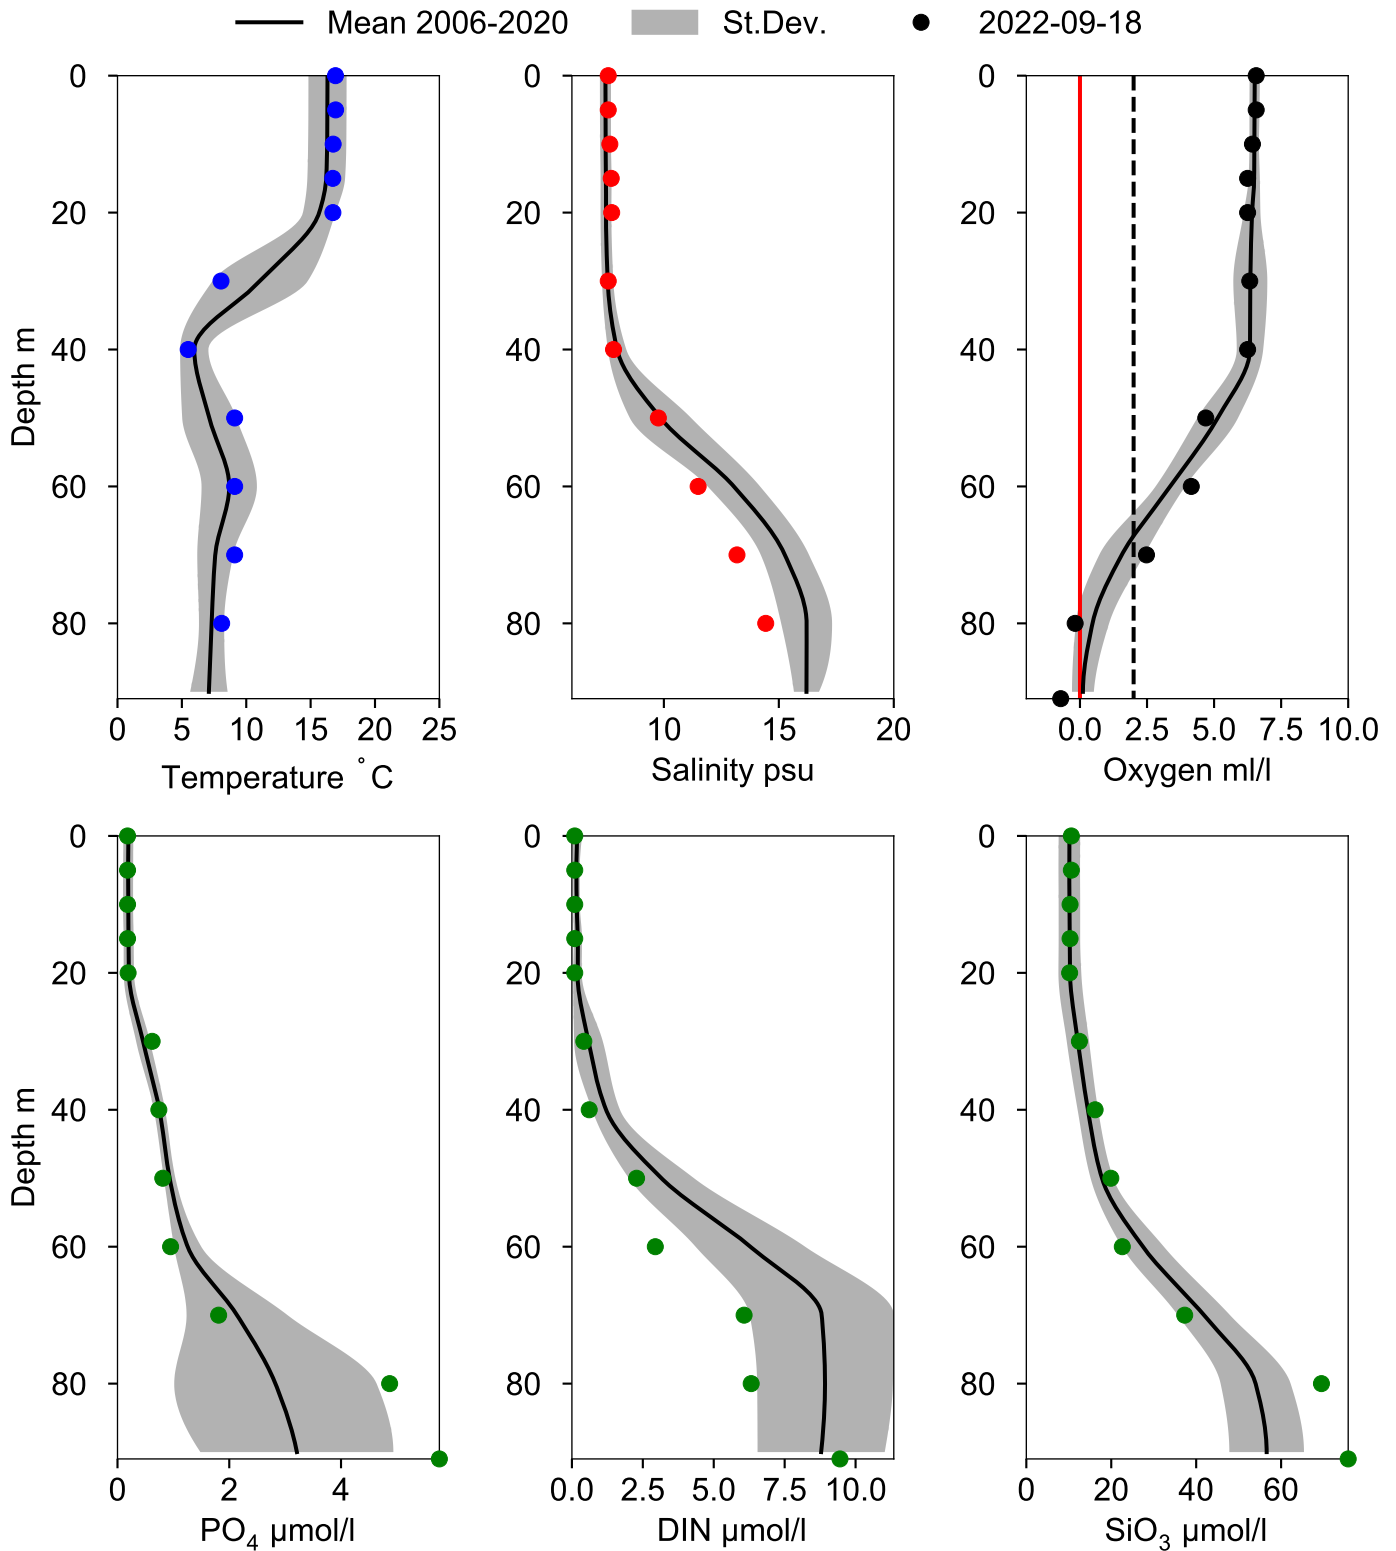 Mean 2006-2020 St.Dev. 2022-09-18
0 0 0
20 20 20
40 40 40
Depth m
60 60 60
80 80 80
0 5 10 15 20 25 10 15 20 0.0 2.5 5.0 7.5 10.0
Temperature °C Salinity psu Oxygen ml/l
0 0 0
20 20 20
40 40 40
Depth m
60 60 60
80 80 80
0 2 4 0.0 2.5 5.0 7.5 10.0 0 20 40 60
PO4 µmol/l DIN µmol/l SiO3 µmol/l